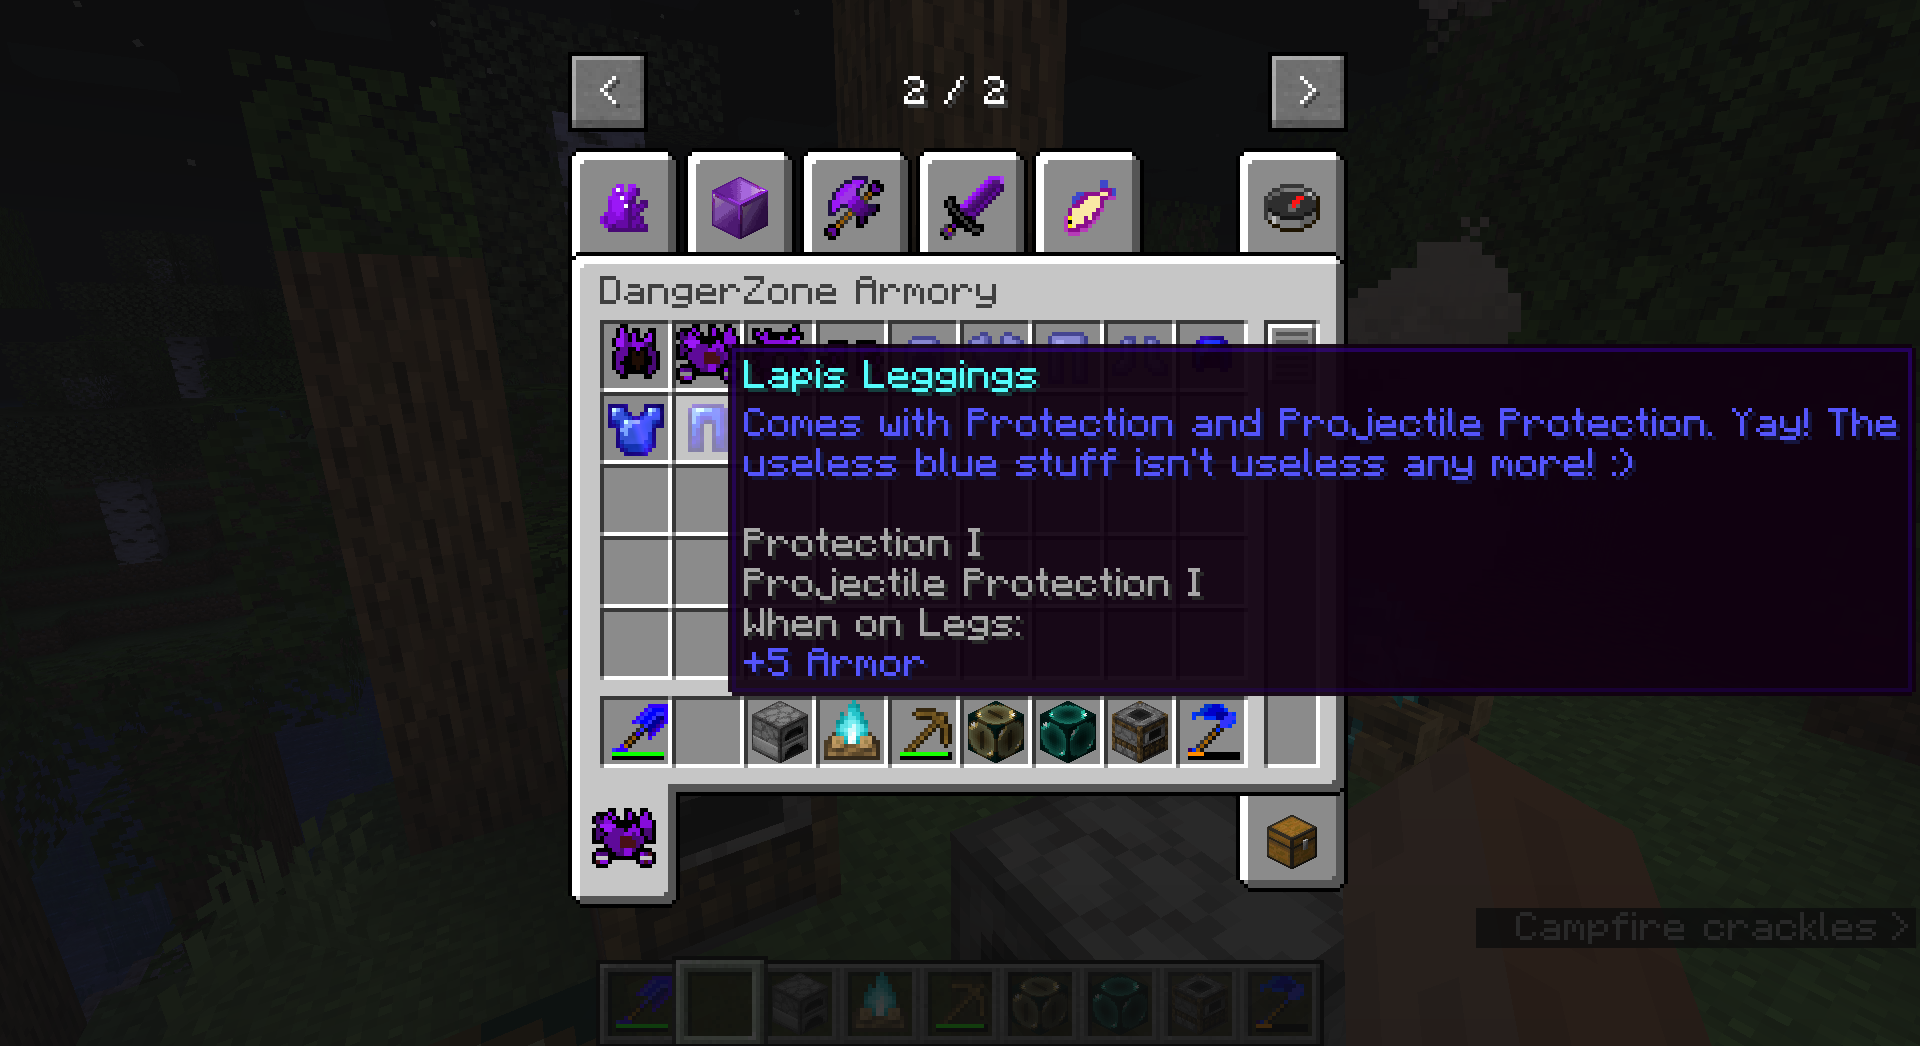 <
2 / 2
>
DangerZone Armory
Lapis Leggings
Comes with Protection and Projectile Protection. Yay! The
useless blue stuff isn't useless any more! :)
Protection I
Projectile Protection I
When on Legs:
+5 Armor
Campfire crackles >